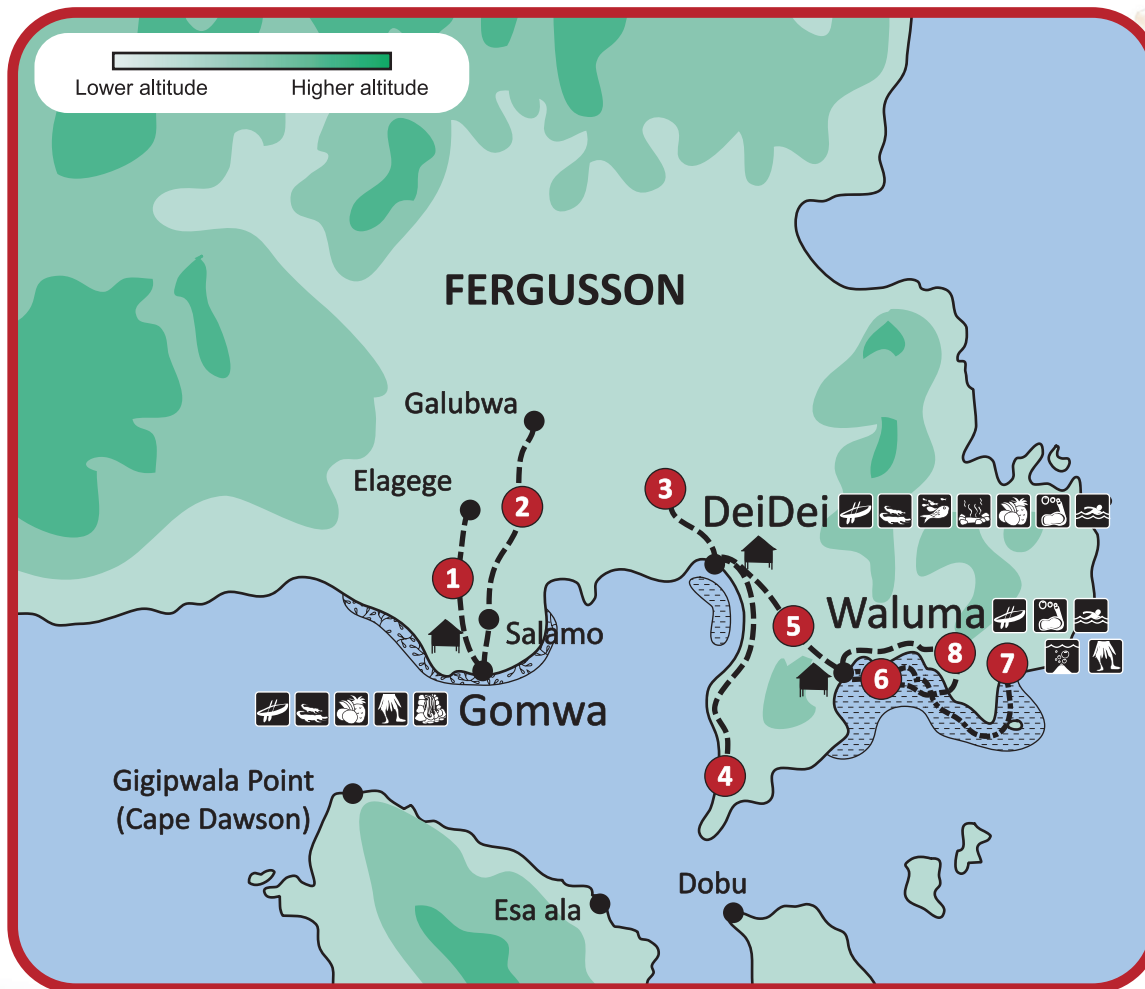 Lower altitude
Higher altitude
FERGUSSON
Galubwa
Elagege
3
2
DeiDei
1
5
Waluma
Salamo
8
7
6
Gomwa
4
Gigipwala Point
(Cape Dawson)
Dobu
Esa ala